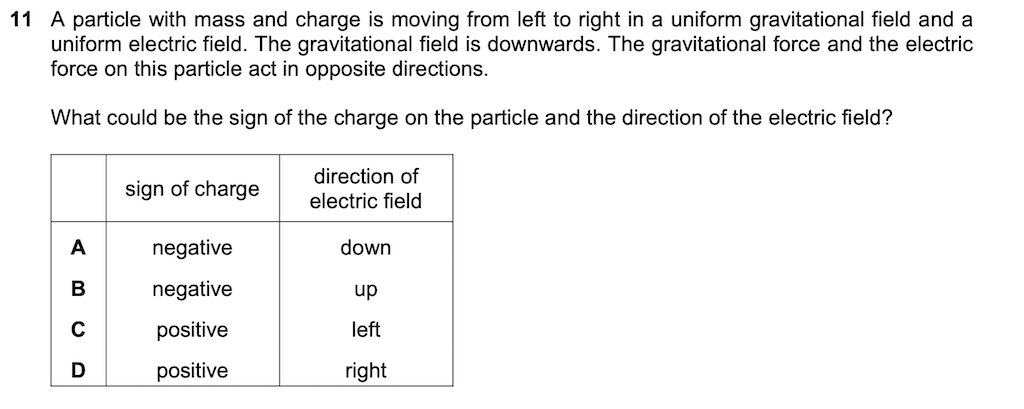 11 A particle with mass and charge is moving from left to right in a uniform gravitational field and a
uniform electric field. The gravitational field is downwards. The gravitational force and the electric
force on this particle act in opposite directions.
What could be the sign of the charge on the particle and the direction of the electric field?
sign of charge direction of
electric field
A negative down
B negative up
C positive left
D positive right